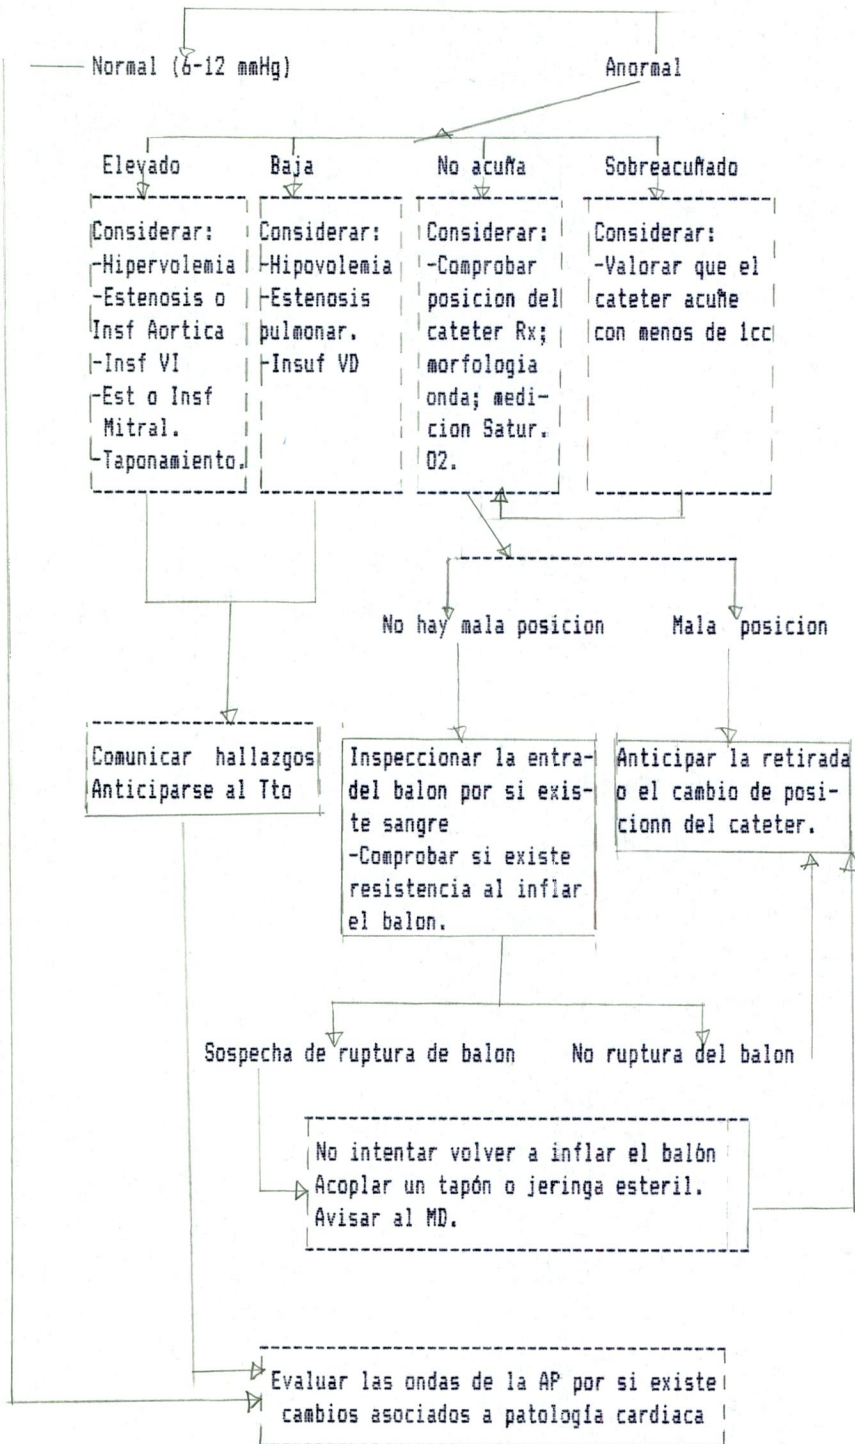 Normal (6-12 mmHg)
Anormal
Elevado
Baja
No acuña
Sobreacuñado
Considerar:
-Hipervolemia
-Estenosis o
Insf Aortica
-Insf VI
-Est o Insf
Mitral.
-Taponamiento.
Considerar:
-Hipovolemia
-Estenosis
pulmonar.
-Insuf VD
Considerar:
-Comprobar
posicion del
cateter Rx;
morfologia
onda; medi-
cion Satur.
O2.
Considerar:
-Valorar que el
cateter acuñe
con menos de 1cc
No hay mala posicion
Mala posicion
Comunicar hallazgos
Anticiparse al Tto
Inspeccionar la entra-
del balon por si exis-
te sangre
-Comprobar si existe
resistencia al inflar
el balon.
Anticipar la retirada
o el cambio de posi-
cionn del cateter.
Sospecha de ruptura de balon
No ruptura del balon
No intentar volver a inflar el balón
Acoplar un tapón o jeringa esteril.
Avisar al MD.
Evaluar las ondas de la AP por si existe
cambios asociados a patología cardiaca